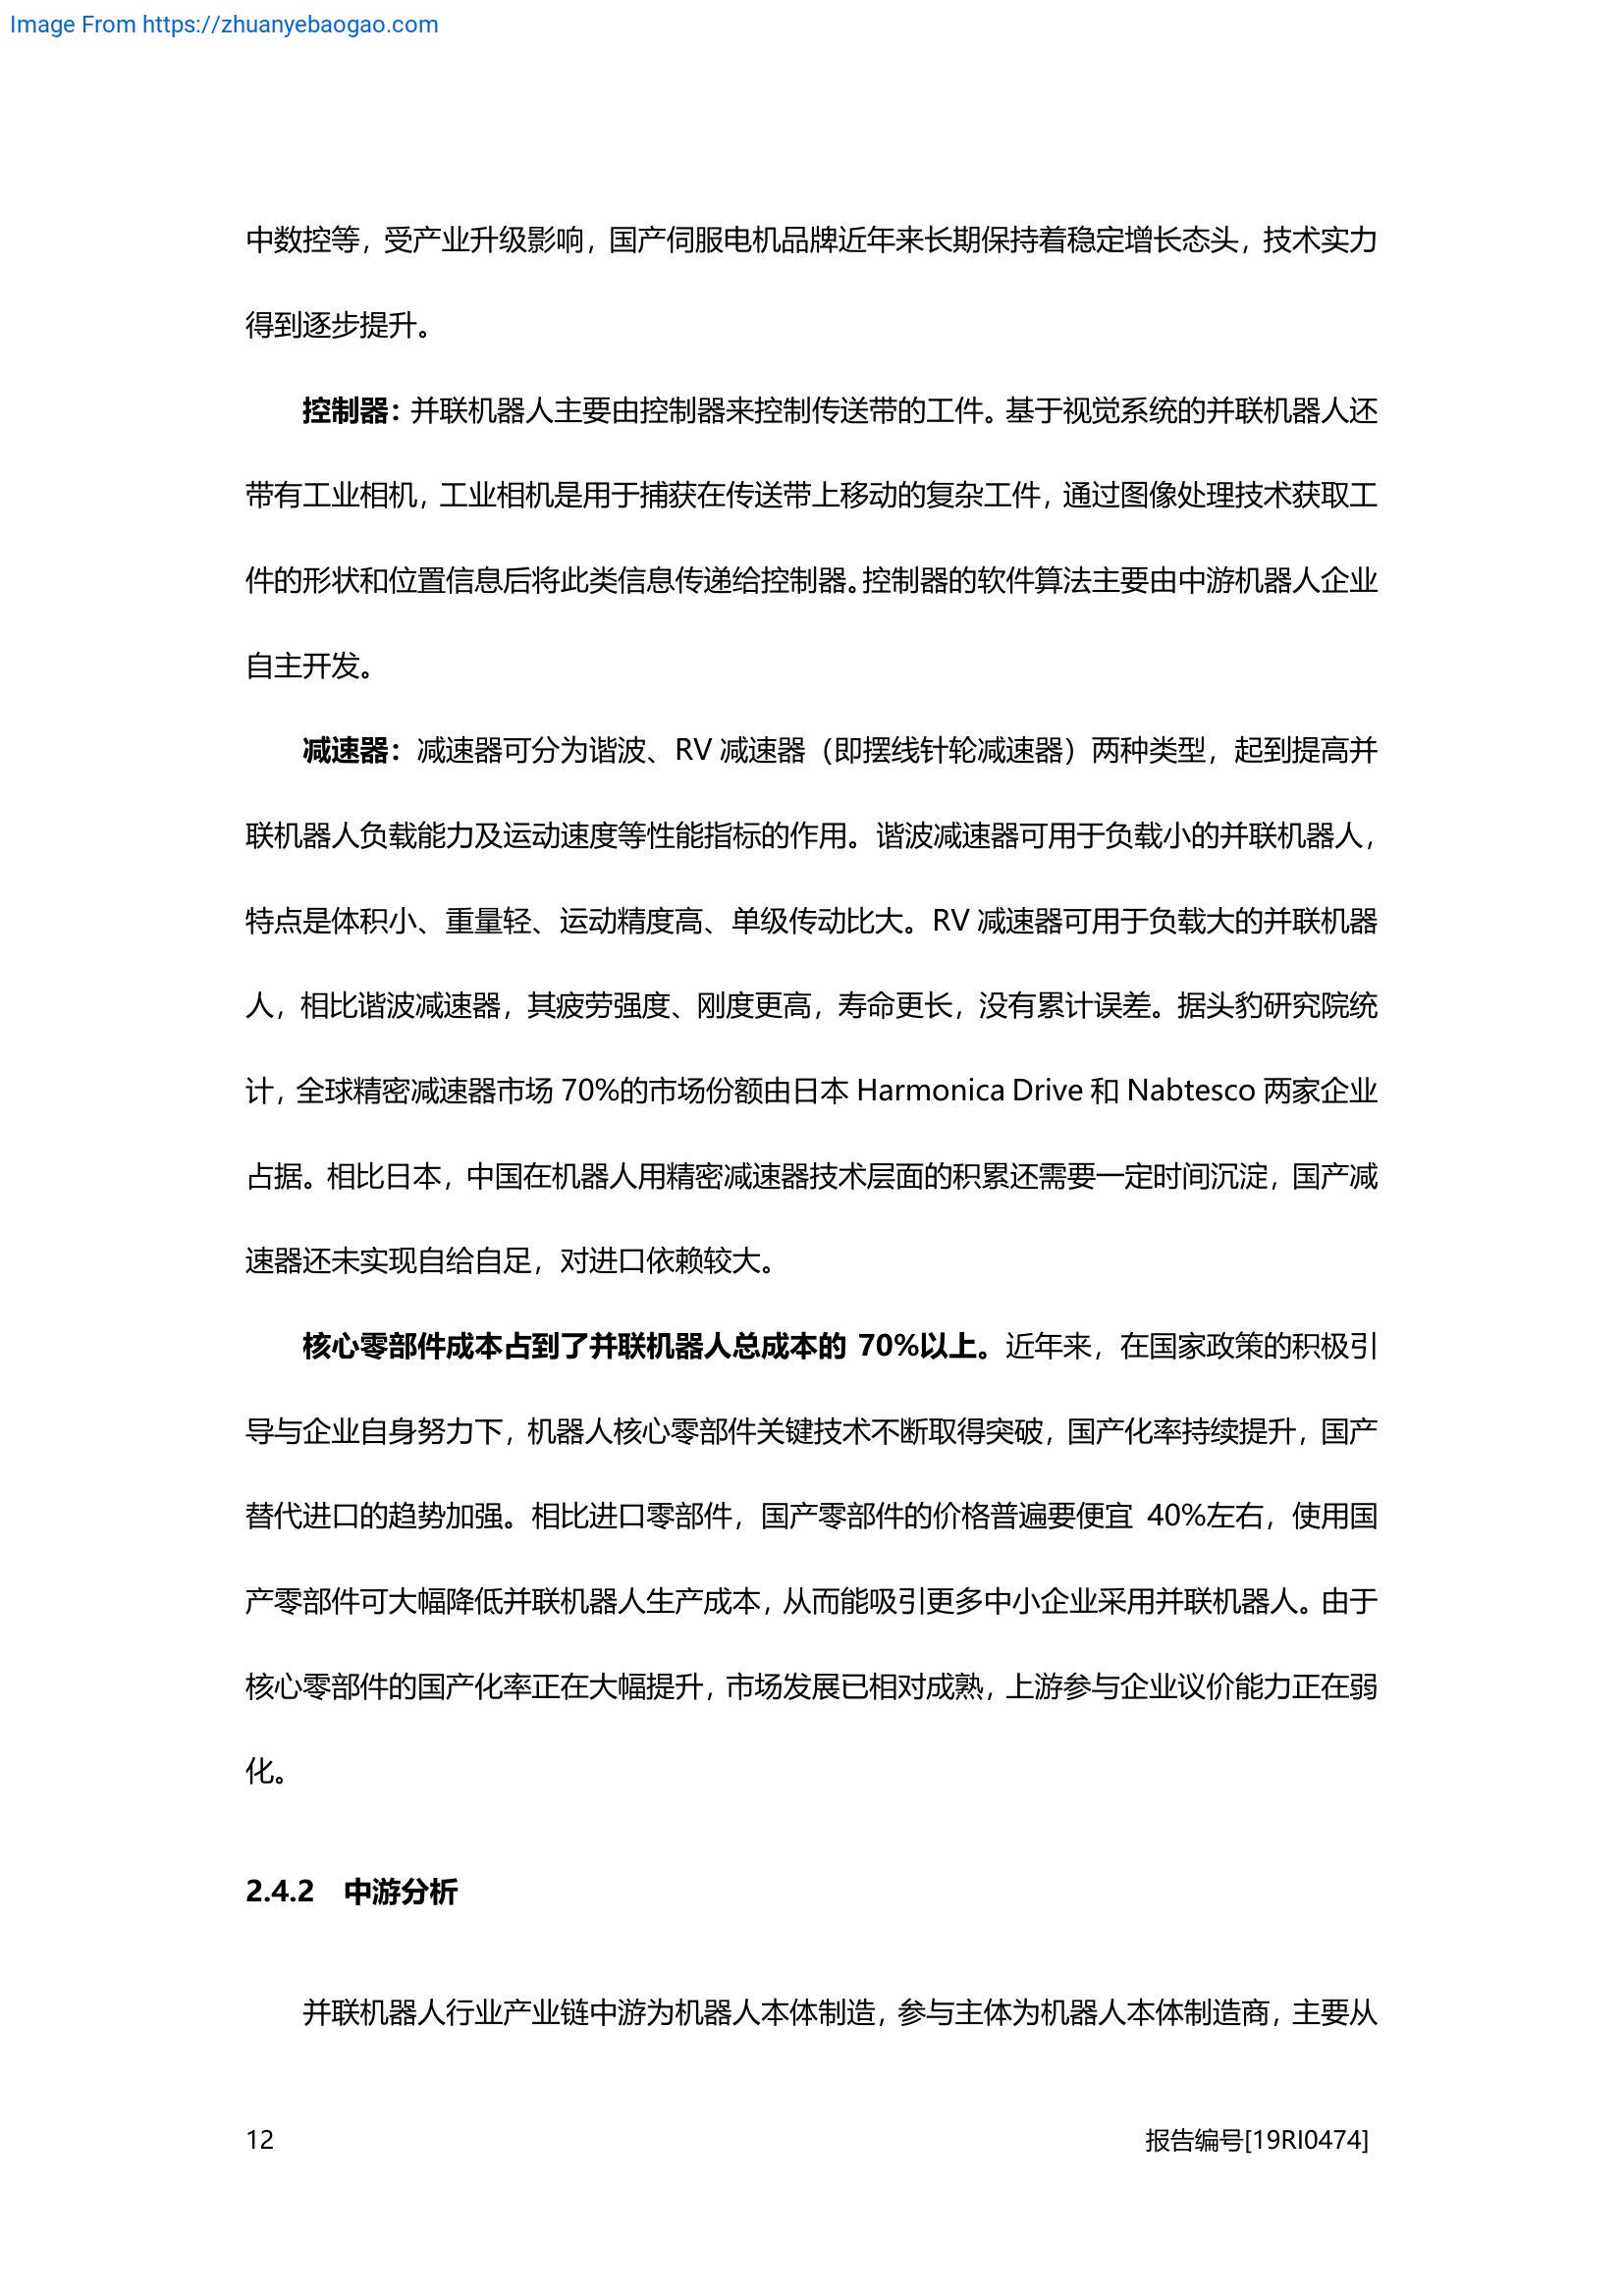 Image From https://zhuanyebaogao.com
中数控等，受产业升级影响，国产伺服电机品牌近年来长期保持着稳定增长态头，技术实力
得到逐步提升。
控制器：并联机器人主要由控制器来控制传送带的工件。基于视觉系统的并联机器人还
带有工业相机，工业相机是用于捕获在传送带上移动的复杂工件，通过图像处理技术获取工
件的形状和位置信息后将此类信息传递给控制器。控制器的软件算法主要由中游机器人企业
自主开发。
减速器：减速器可分为谐波、RV 减速器（即摆线针轮减速器）两种类型，起到提高并
联机器人负载能力及运动速度等性能指标的作用。谐波减速器可用于负载小的并联机器人，
特点是体积小、重量轻、运动精度高、单级传动比大。RV 减速器可用于负载大的并联机器
人，相比谐波减速器，其疲劳强度、刚度更高，寿命更长，没有累计误差。据头豹研究院统
计，全球精密减速器市场 70%的市场份额由日本 Harmonica Drive 和 Nabtesco 两家企业
占据。相比日本，中国在机器人用精密减速器技术层面的积累还需要一定时间沉淀，国产减
速器还未实现自给自足，对进口依赖较大。
核心零部件成本占到了并联机器人总成本的 70%以上。近年来，在国家政策的积极引
导与企业自身努力下，机器人核心零部件关键技术不断取得突破，国产化率持续提升，国产
替代进口的趋势加强。相比进口零部件，国产零部件的价格普遍要便宜 40%左右，使用国
产零部件可大幅降低并联机器人生产成本，从而能吸引更多中小企业采用并联机器人。由于
核心零部件的国产化率正在大幅提升，市场发展已相对成熟，上游参与企业议价能力正在弱
化。
2.4.2 中游分析
并联机器人行业产业链中游为机器人本体制造，参与主体为机器人本体制造商，主要从
12 报告编号[19RI0474]